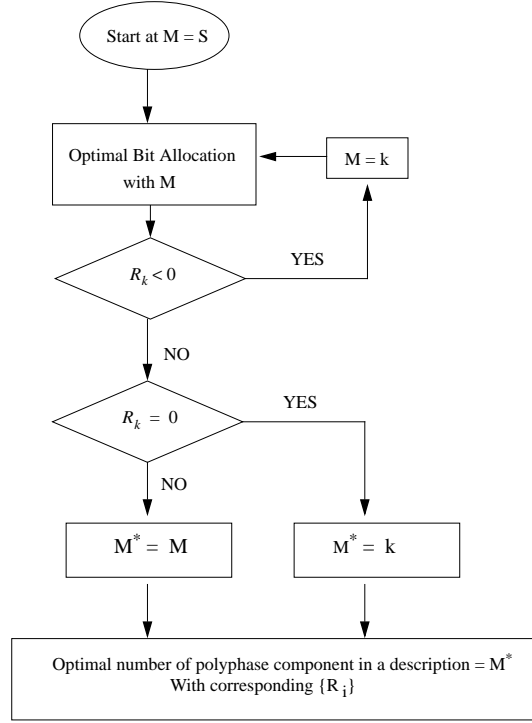 Start at M = S
Optimal Bit Allocation
with M
M = k
R_k < 0
YES
NO
R_k = 0
YES
NO
M* = M
M* = k
Optimal number of polyphase component in a description = M*
With corresponding {R_i}